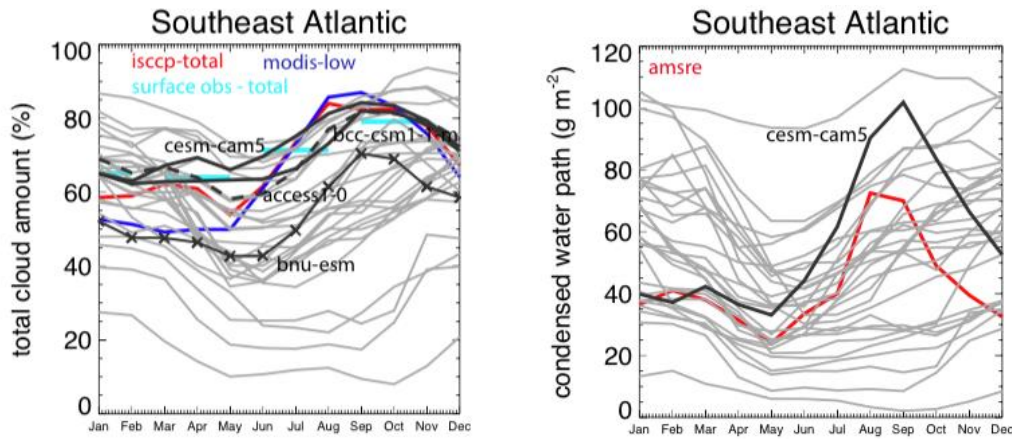 Southeast Atlantic
total cloud amount (%)
100
80
60
40
20
0
isccp-total
modis-low
surface obs - total
cesm-cam5
bcc-csm1-1-m
access1-0
bnu-esm
Jan Feb Mar Apr May Jun Jul Aug Sep Oct Nov Dec
Southeast Atlantic
condensed water path (g m⁻²)
120
100
80
60
40
20
0
amsre
cesm-cam5
Jan Feb Mar Apr May Jun Jul Aug Sep Oct Nov Dec